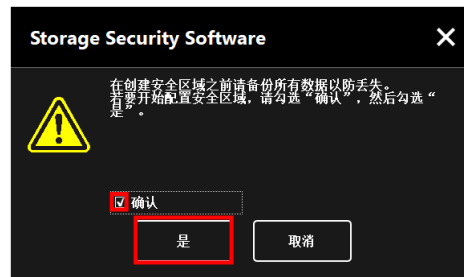 Storage Security Software
在创建安全区域之前请备份所有数据以防丢失。
若要开始配置安全区域，请勾选“确认”，然后勾选“
是”。
确认
是
取消